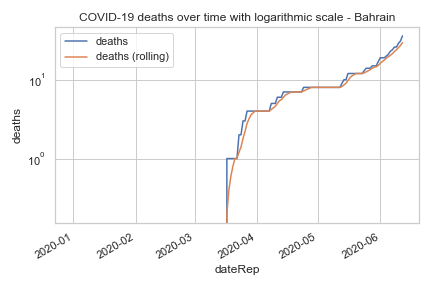 COVID-19 deaths over time with logarithmic scale - Bahrain
deaths
deaths (rolling)
10¹
10⁰
deaths
2020-01
2020-02
2020-03
2020-04
2020-05
2020-06
dateRep